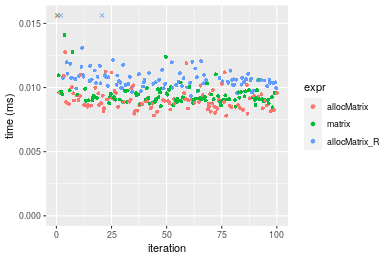 0.015
0.010
0.005
0.000
time (ms)
0
25
50
75
100
iteration
expr
allocMatrix
matrix
allocMatrix_R